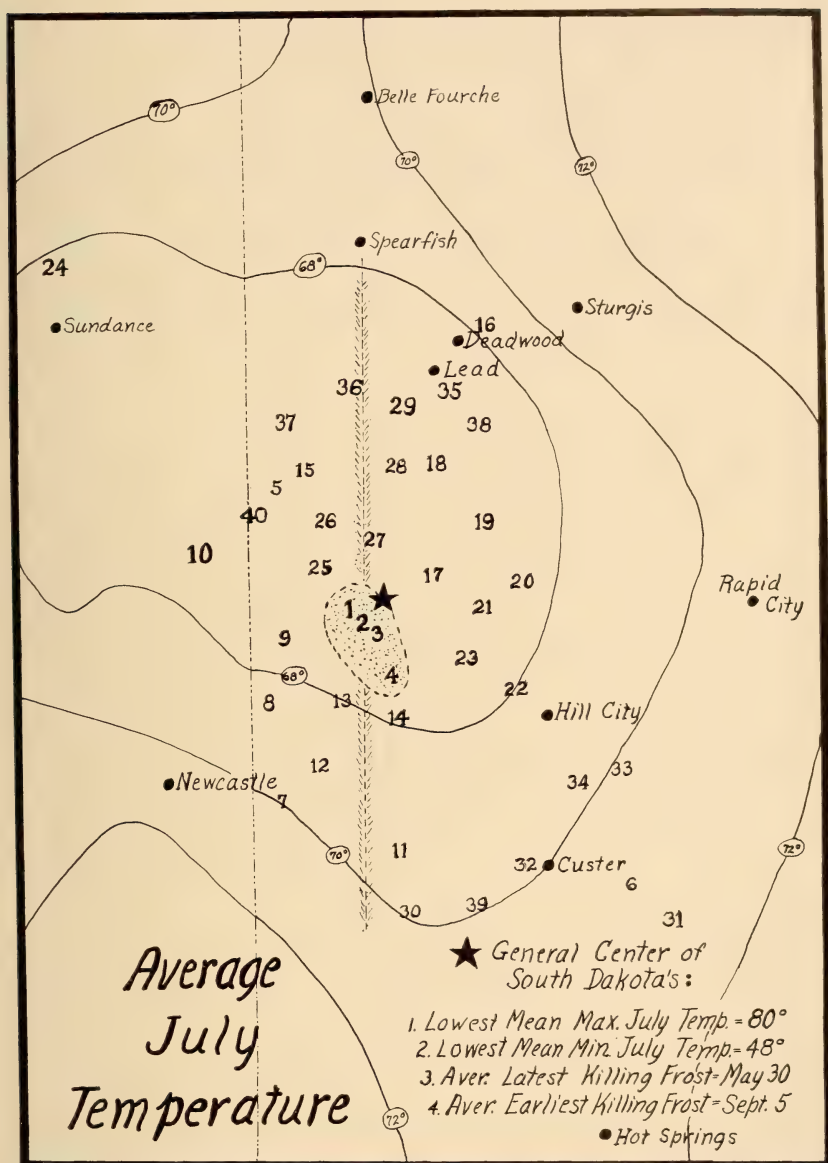 Belle Fourche
70°
70°
72°
Spearfish
68°
24
Sundance
Sturgis
16
Deadwood
Lead
36
35
29
37
38
15
28
18
5
40
26
19
27
10
25
17
20
Rapid
City
1
21
2
3
9
23
4
68°
22
8
13
14
Hill City
12
33
34
Newcastle
7
70°
11
72°
32
Custer
6
30
39
31
Average
July
Temperature
★ General Center of
South Dakota's:
1. Lowest Mean Max. July Temp. = 80°
2. Lowest Mean Min. July Temp. = 48°
3. Aver. Latest Killing Frost = May 30
4. Aver. Earliest Killing Frost = Sept. 5
72°
Hot Springs